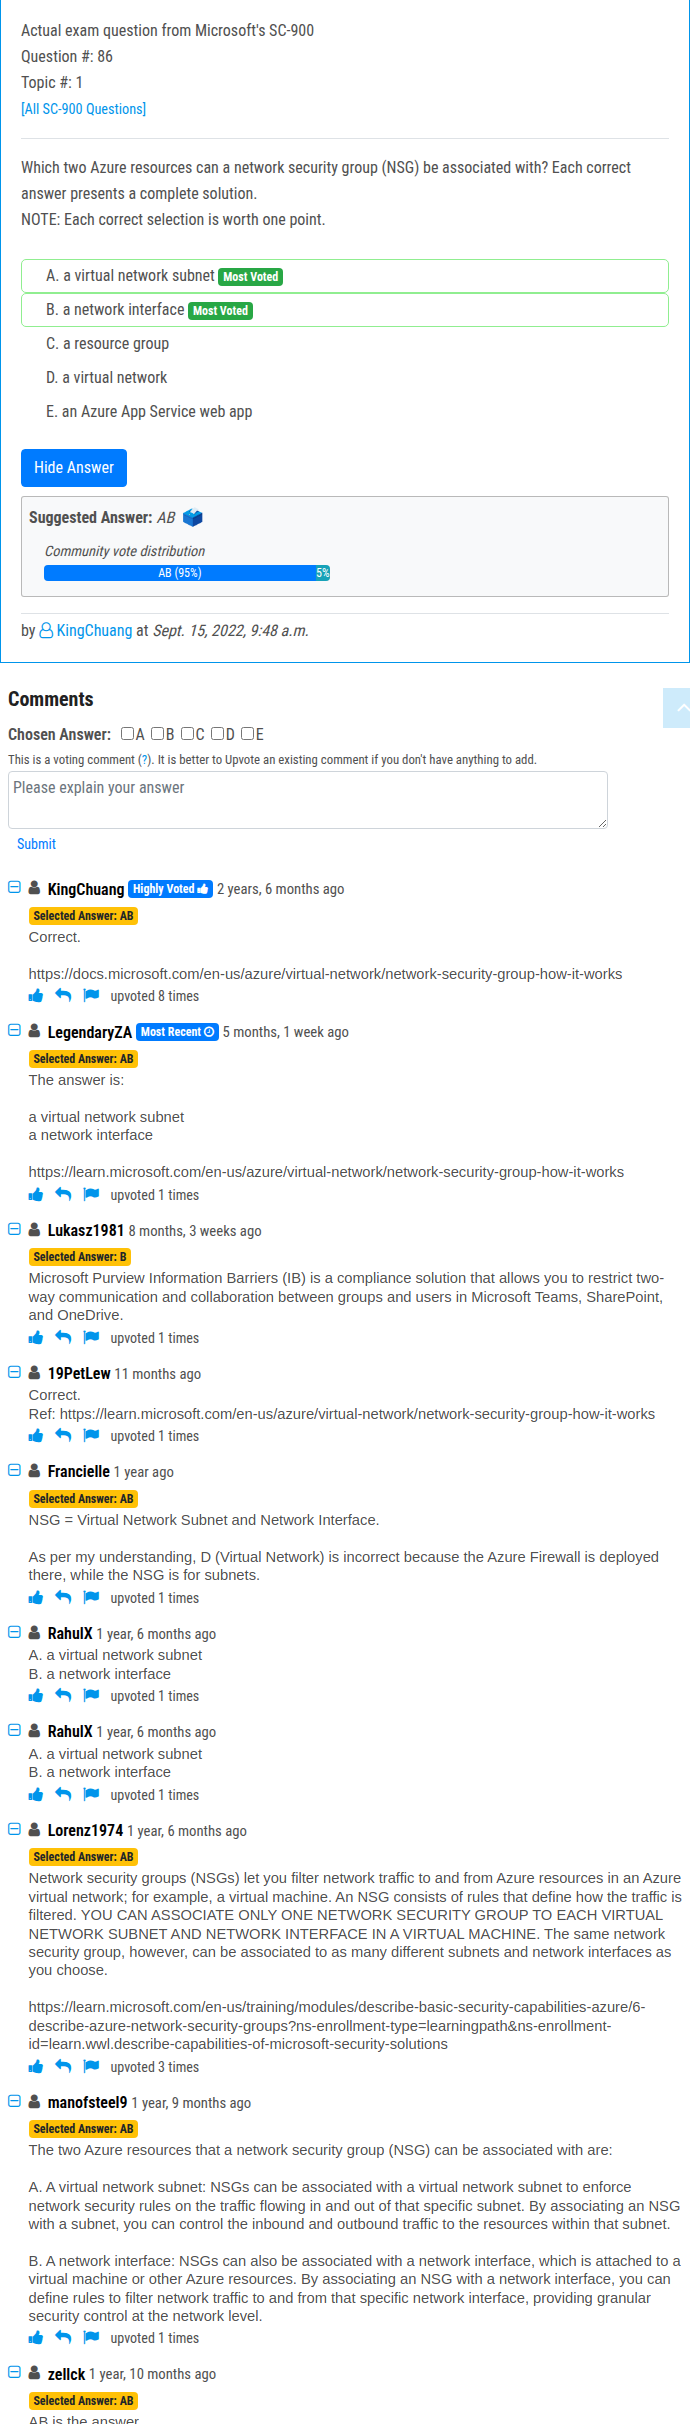 Actual exam question from Microsoft's SC-900
Question #: 86
Topic #: 1
[All SC-900 Questions]
Which two Azure resources can a network security group (NSG) be associated with? Each correct
answer presents a complete solution.
NOTE: Each correct selection is worth one point.
A. a virtual network subnet Most Voted
B. a network interface Most Voted
C. a resource group
D. a virtual network
E. an Azure App Service web app
Hide Answer
Suggested Answer: AB
Community vote distribution
AB (95%) 5%
by KingChuang at Sept. 15, 2022, 9:48 a.m.
Comments
Chosen Answer: A B C D E
This is a voting comment (?). It is better to Upvote an existing comment if you don't have anything to add.
Please explain your answer
Submit
KingChuang Highly Voted 2 years, 6 months ago
Selected Answer: AB
Correct.
https://docs.microsoft.com/en-us/azure/virtual-network/network-security-group-how-it-works
upvoted 8 times
LegendaryZA Most Recent 5 months, 1 week ago
Selected Answer: AB
The answer is:
a virtual network subnet
a network interface
https://learn.microsoft.com/en-us/azure/virtual-network/network-security-group-how-it-works
upvoted 1 times
Lukasz1981 8 months, 3 weeks ago
Selected Answer: B
Microsoft Purview Information Barriers (IB) is a compliance solution that allows you to restrict two-
way communication and collaboration between groups and users in Microsoft Teams, SharePoint,
and OneDrive.
upvoted 1 times
19PetLew 11 months ago
Correct.
Ref: https://learn.microsoft.com/en-us/azure/virtual-network/network-security-group-how-it-works
upvoted 1 times
Francielle 1 year ago
Selected Answer: AB
NSG = Virtual Network Subnet and Network Interface.
As per my understanding, D (Virtual Network) is incorrect because the Azure Firewall is deployed
there, while the NSG is for subnets.
upvoted 1 times
RahulX 1 year, 6 months ago
A. a virtual network subnet
B. a network interface
upvoted 1 times
RahulX 1 year, 6 months ago
A. a virtual network subnet
B. a network interface
upvoted 1 times
Lorenz1974 1 year, 6 months ago
Selected Answer: AB
Network security groups (NSGs) let you filter network traffic to and from Azure resources in an Azure
virtual network; for example, a virtual machine. An NSG consists of rules that define how the traffic is
filtered. YOU CAN ASSOCIATE ONLY ONE NETWORK SECURITY GROUP TO EACH VIRTUAL
NETWORK SUBNET AND NETWORK INTERFACE IN A VIRTUAL MACHINE. The same network
security group, however, can be associated to as many different subnets and network interfaces as
you choose.
https://learn.microsoft.com/en-us/training/modules/describe-basic-security-capabilities-azure/6-
describe-azure-network-security-groups?ns-enrollment-type=learningpath&ns-enrollment-
id=learn.wwl.describe-capabilities-of-microsoft-security-solutions
upvoted 3 times
manofsteel9 1 year, 9 months ago
Selected Answer: AB
The two Azure resources that a network security group (NSG) can be associated with are:
A. A virtual network subnet: NSGs can be associated with a virtual network subnet to enforce
network security rules on the traffic flowing in and out of that specific subnet. By associating an NSG
with a subnet, you can control the inbound and outbound traffic to the resources within that subnet.
B. A network interface: NSGs can also be associated with a network interface, which is attached to a
virtual machine or other Azure resources. By associating an NSG with a network interface, you can
define rules to filter network traffic to and from that specific network interface, providing granular
security control at the network level.
upvoted 1 times
zellck 1 year, 10 months ago
Selected Answer: AB
AB is the answer